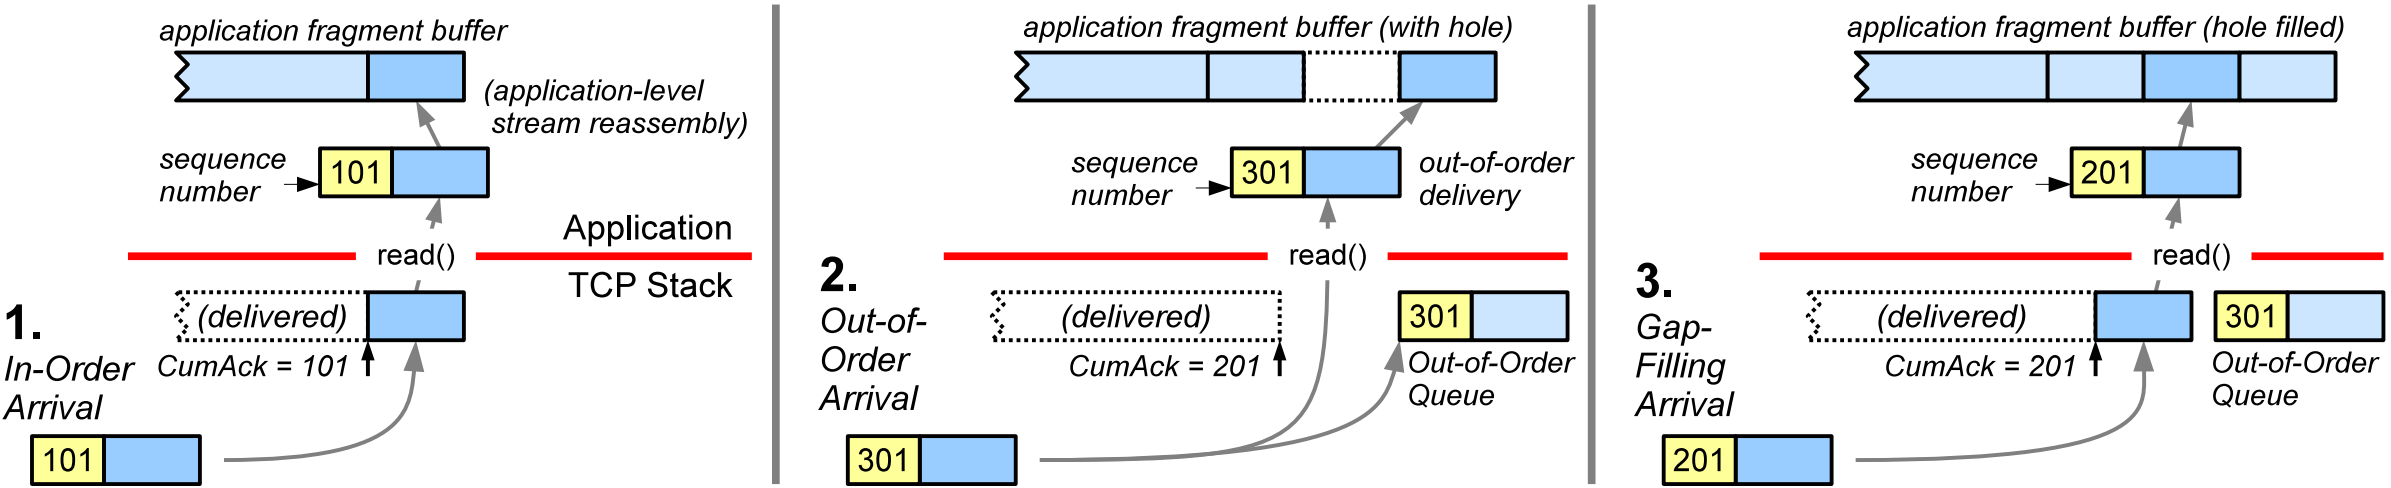 application fragment buffer
(application-level
stream reassembly)
sequence
number
101
Application
read()
TCP Stack
1.
In-Order
Arrival
(delivered)
CumAck = 101
101
application fragment buffer (with hole)
sequence
number
301
out-of-order
delivery
read()
2.
Out-of-
Order
Arrival
(delivered)
CumAck = 201
301
Out-of-Order
Queue
301
application fragment buffer (hole filled)
sequence
number
201
read()
3.
Gap-
Filling
Arrival
(delivered)
CumAck = 201
301
Out-of-Order
Queue
201